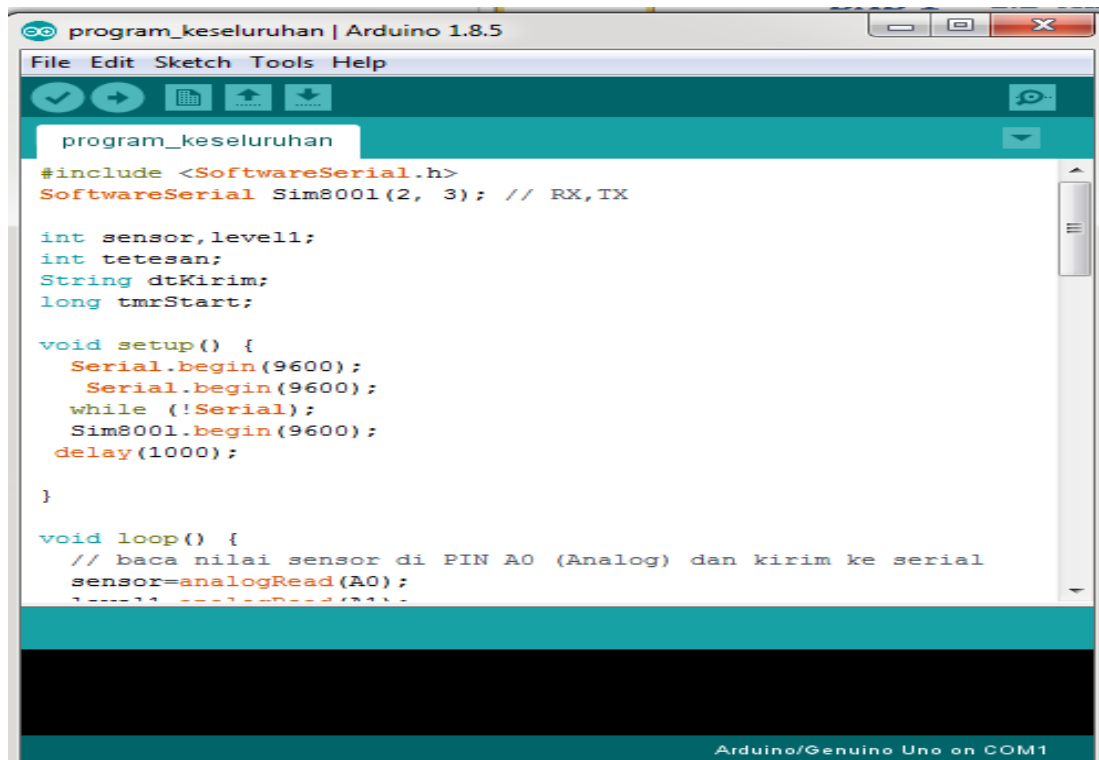 program_keseluruhan | Arduino 1.8.5
File Edit Sketch Tools Help
program_keseluruhan
#include <SoftwareSerial.h>
SoftwareSerial Sim800l(2, 3); // RX,TX
int sensor,level1;
int tetesan;
String dtKirim;
long tmrStart;
void setup() {
Serial.begin(9600);
Serial.begin(9600);
while (!Serial);
Sim800l.begin(9600);
delay(1000);
}
void loop() {
// baca nilai sensor di PIN A0 (Analog) dan kirim ke serial
sensor=analogRead(A0);
Arduino/Genuino Uno on COM1